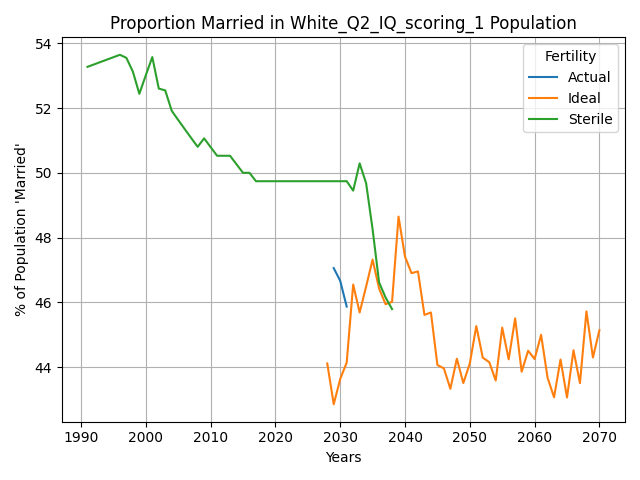 Proportion Married in White_Q2_IQ_scoring_1 Population
% of Population 'Married'
54
52
50
48
46
44
Fertility
Actual
Ideal
Sterile
1990 2000 2010 2020 2030 2040 2050 2060 2070
Years